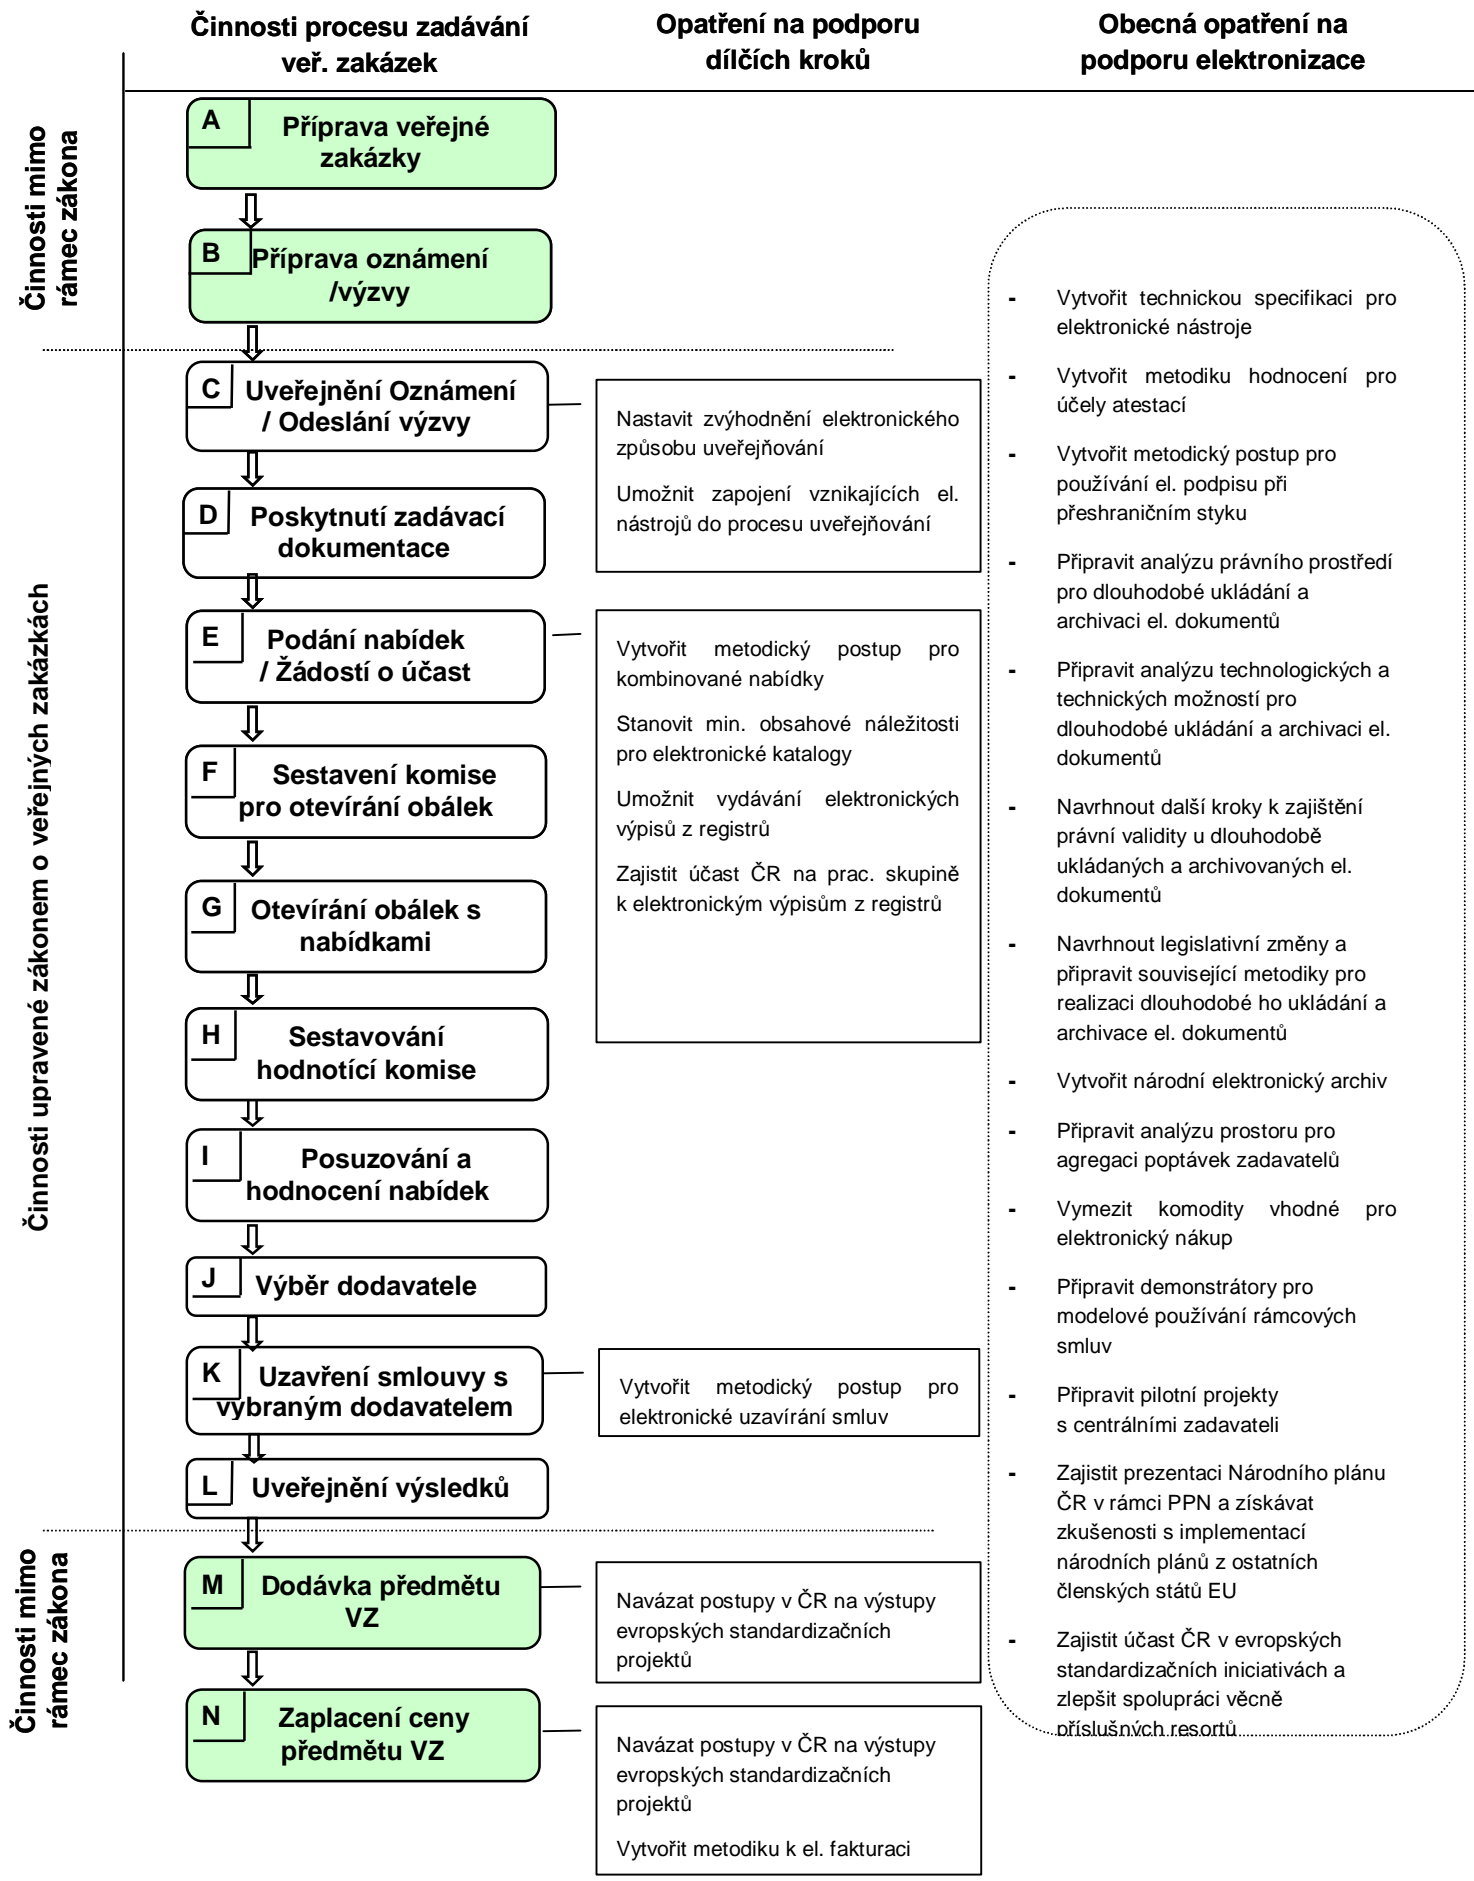 Činnosti procesu zadávání
veř. zakázek
Opatření na podporu
dílčích kroků
Obecná opatření na
podporu elektronizace
Činnosti mimo
rámec zákona
A
Příprava veřejné
zakázky
B
Příprava oznámení
/výzvy
Činnosti upravené zákonem o veřejných zakázkách
C
Uveřejnění Oznámení
/ Odeslání výzvy
D
Poskytnutí zadávací
dokumentace
E
Podání nabídek
/ Žádostí o účast
F
Sestavení komise
pro otevírání obálek
G
Otevírání obálek s
nabídkami
H
Sestavování
hodnotící komise
I
Posuzování a
hodnocení nabídek
J
Výběr dodavatele
K
Uzavření smlouvy s
vybraným dodavatelem
L
Uveřejnění výsledků
Činnosti mimo
rámec zákona
M
Dodávka předmětu
VZ
N
Zaplacení ceny
předmětu VZ
Nastavit zvýhodnění elektronického
způsobu uveřejňování
Umožnit zapojení vznikajících el.
nástrojů do procesu uveřejňování
Vytvořit metodický postup pro
kombinované nabídky
Stanovit min. obsahové náležitosti
pro elektronické katalogy
Umožnit vydávání elektronických
výpisů z registrů
Zajistit účast ČR na prac. skupině
k elektronickým výpisům z registrů
Vytvořit metodický postup pro
elektronické uzavírání smluv
Navázat postupy v ČR na výstupy
evropských standardizačních
projektů
Navázat postupy v ČR na výstupy
evropských standardizačních
projektů
Vytvořit metodiku k el. fakturaci
- Vytvořit technickou specifikaci pro
elektronické nástroje
- Vytvořit metodiku hodnocení pro
účely atestací
- Vytvořit metodický postup pro
používání el. podpisu při
přeshraničním styku
- Připravit analýzu právního prostředí
pro dlouhodobé ukládání a
archivaci el. dokumentů
- Připravit analýzu technologických a
technických možností pro
dlouhodobé ukládání a archivaci el.
dokumentů
- Navrhnout další kroky k zajištění
právní validity u dlouhodobě
ukládaných a archivovaných el.
dokumentů
- Navrhnout legislativní změny a
připravit související metodiky pro
realizaci dlouhodobé ho ukládání a
archivace el. dokumentů
- Vytvořit národní elektronický archiv
- Připravit analýzu prostoru pro
agregaci poptávek zadavatelů
- Vymezit komodity vhodné pro
elektronický nákup
- Připravit demonstrátory pro
modelové používání rámcových
smluv
- Připravit pilotní projekty
s centrálními zadavateli
- Zajistit prezentaci Národního plánu
ČR v rámci PPN a získávat
zkušenosti s implementací
národních plánů z ostatních
členských států EU
- Zajistit účast ČR v evropských
standardizačních iniciativách a
zlepšit spolupráci věcně
příslušných resortů